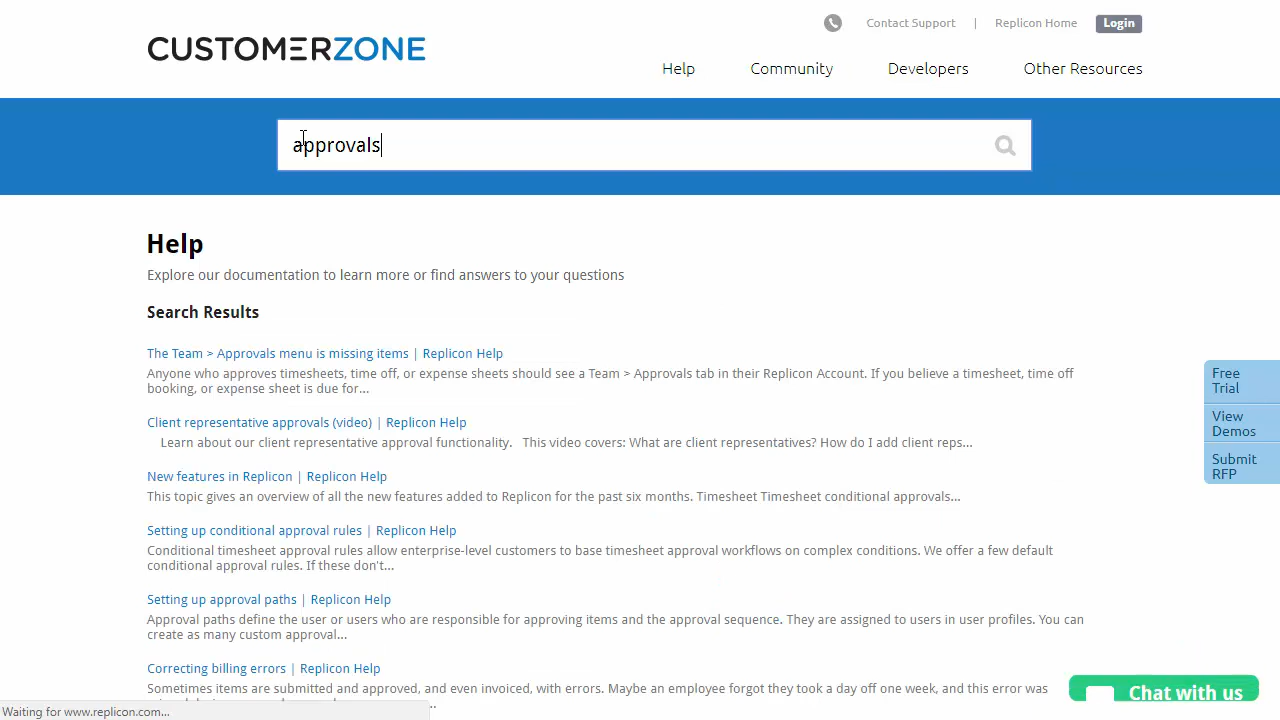 Contact Support | Replicon Home Login
CUSTOMERZONE
Help Community Developers Other Resources
approvals
Help
Explore our documentation to learn more or find answers to your questions
Search Results
The Team > Approvals menu is missing items | Replicon Help
Anyone who approves timesheets, time off, or expense sheets should see a Team > Approvals tab in their Replicon Account. If you believe a timesheet, time off
booking, or expense sheet is due for...
Client representative approvals (video) | Replicon Help
Learn about our client representative approval functionality. This video covers: What are client representatives? How do I add client reps...
New features in Replicon | Replicon Help
This topic gives an overview of all the new features added to Replicon for the past six months. Timesheet Timesheet conditional approvals...
Setting up conditional approval rules | Replicon Help
Conditional timesheet approval rules allow enterprise-level customers to base timesheet approval workflows on complex conditions. We offer a few default
conditional approval rules. If these don't...
Setting up approval paths | Replicon Help
Approval paths define the user or users who are responsible for approving items and the approval sequence. They are assigned to users in user profiles. You can
create as many custom approval...
Correcting billing errors | Replicon Help
Sometimes items are submitted and approved, and even invoiced, with errors. Maybe an employee forgot they took a day off one week, and this error was
Free
Trial
View
Demos
Submit
RFP
Chat with us
Waiting for www.replicon.com...